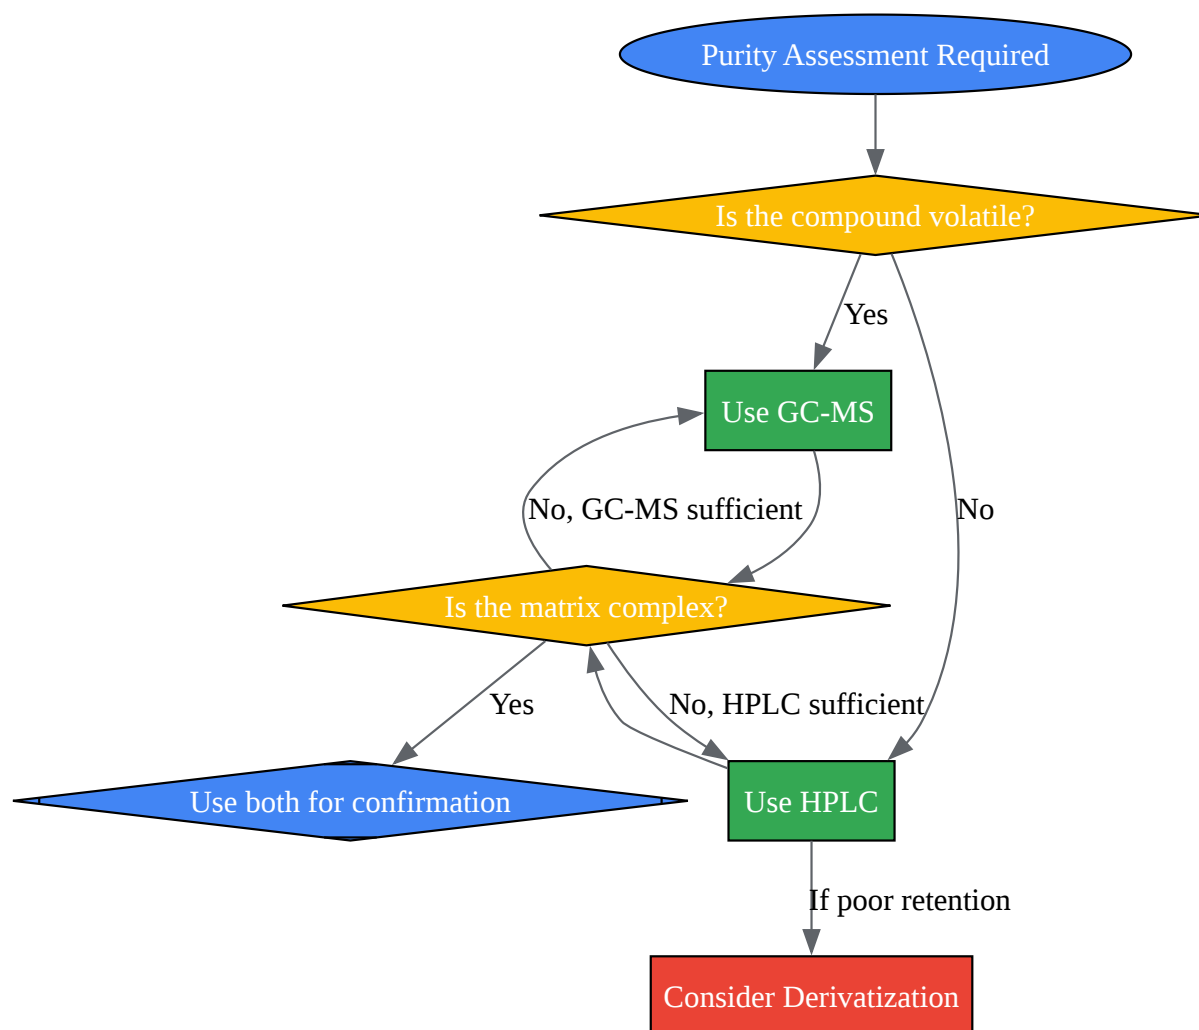 Purity Assessment Required
Is the compound volatile?
Yes
Use GC-MS
No, GC-MS sufficient
No
Is the matrix complex?
Yes
No, HPLC sufficient
Use both for confirmation
Use HPLC
If poor retention
Consider Derivatization